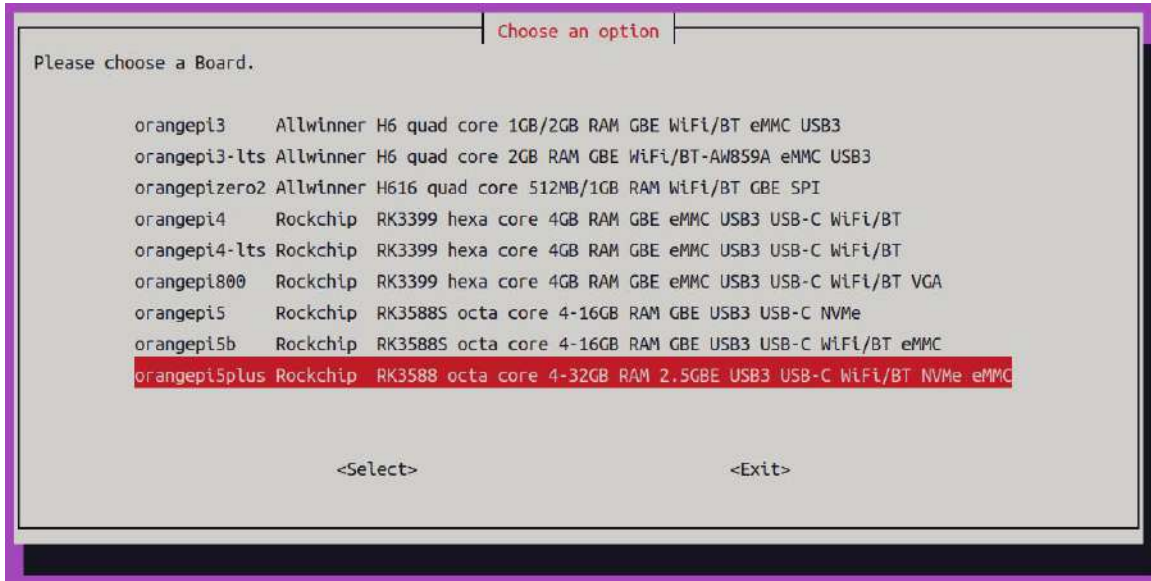 Choose an option
Please choose a Board.
orangepi3 Allwinner H6 quad core 1GB/2GB RAM GBE WiFi/BT eMMC USB3
orangepi3-lts Allwinner H6 quad core 2GB RAM GBE WiFi/BT-AW859A eMMC USB3
orangepizero2 Allwinner H616 quad core 512MB/1GB RAM WiFi/BT GBE SPI
orangepi4 Rockchip RK3399 hexa core 4GB RAM GBE eMMC USB3 USB-C WiFi/BT
orangepi4-lts Rockchip RK3399 hexa core 4GB RAM GBE eMMC USB3 USB-C WiFi/BT
orangepi800 Rockchip RK3399 hexa core 4GB RAM GBE eMMC USB3 USB-C WiFi/BT VGA
orangepi5 Rockchip RK3588S octa core 4-16GB RAM GBE USB3 USB-C NVMe
orangepi5b Rockchip RK3588S octa core 4-16GB RAM GBE USB3 USB-C WiFi/BT eMMC
orangepi5plus Rockchip RK3588 octa core 4-32GB RAM 2.5GBE USB3 USB-C WiFi/BT NVMe eMMC
<Select> <Exit>